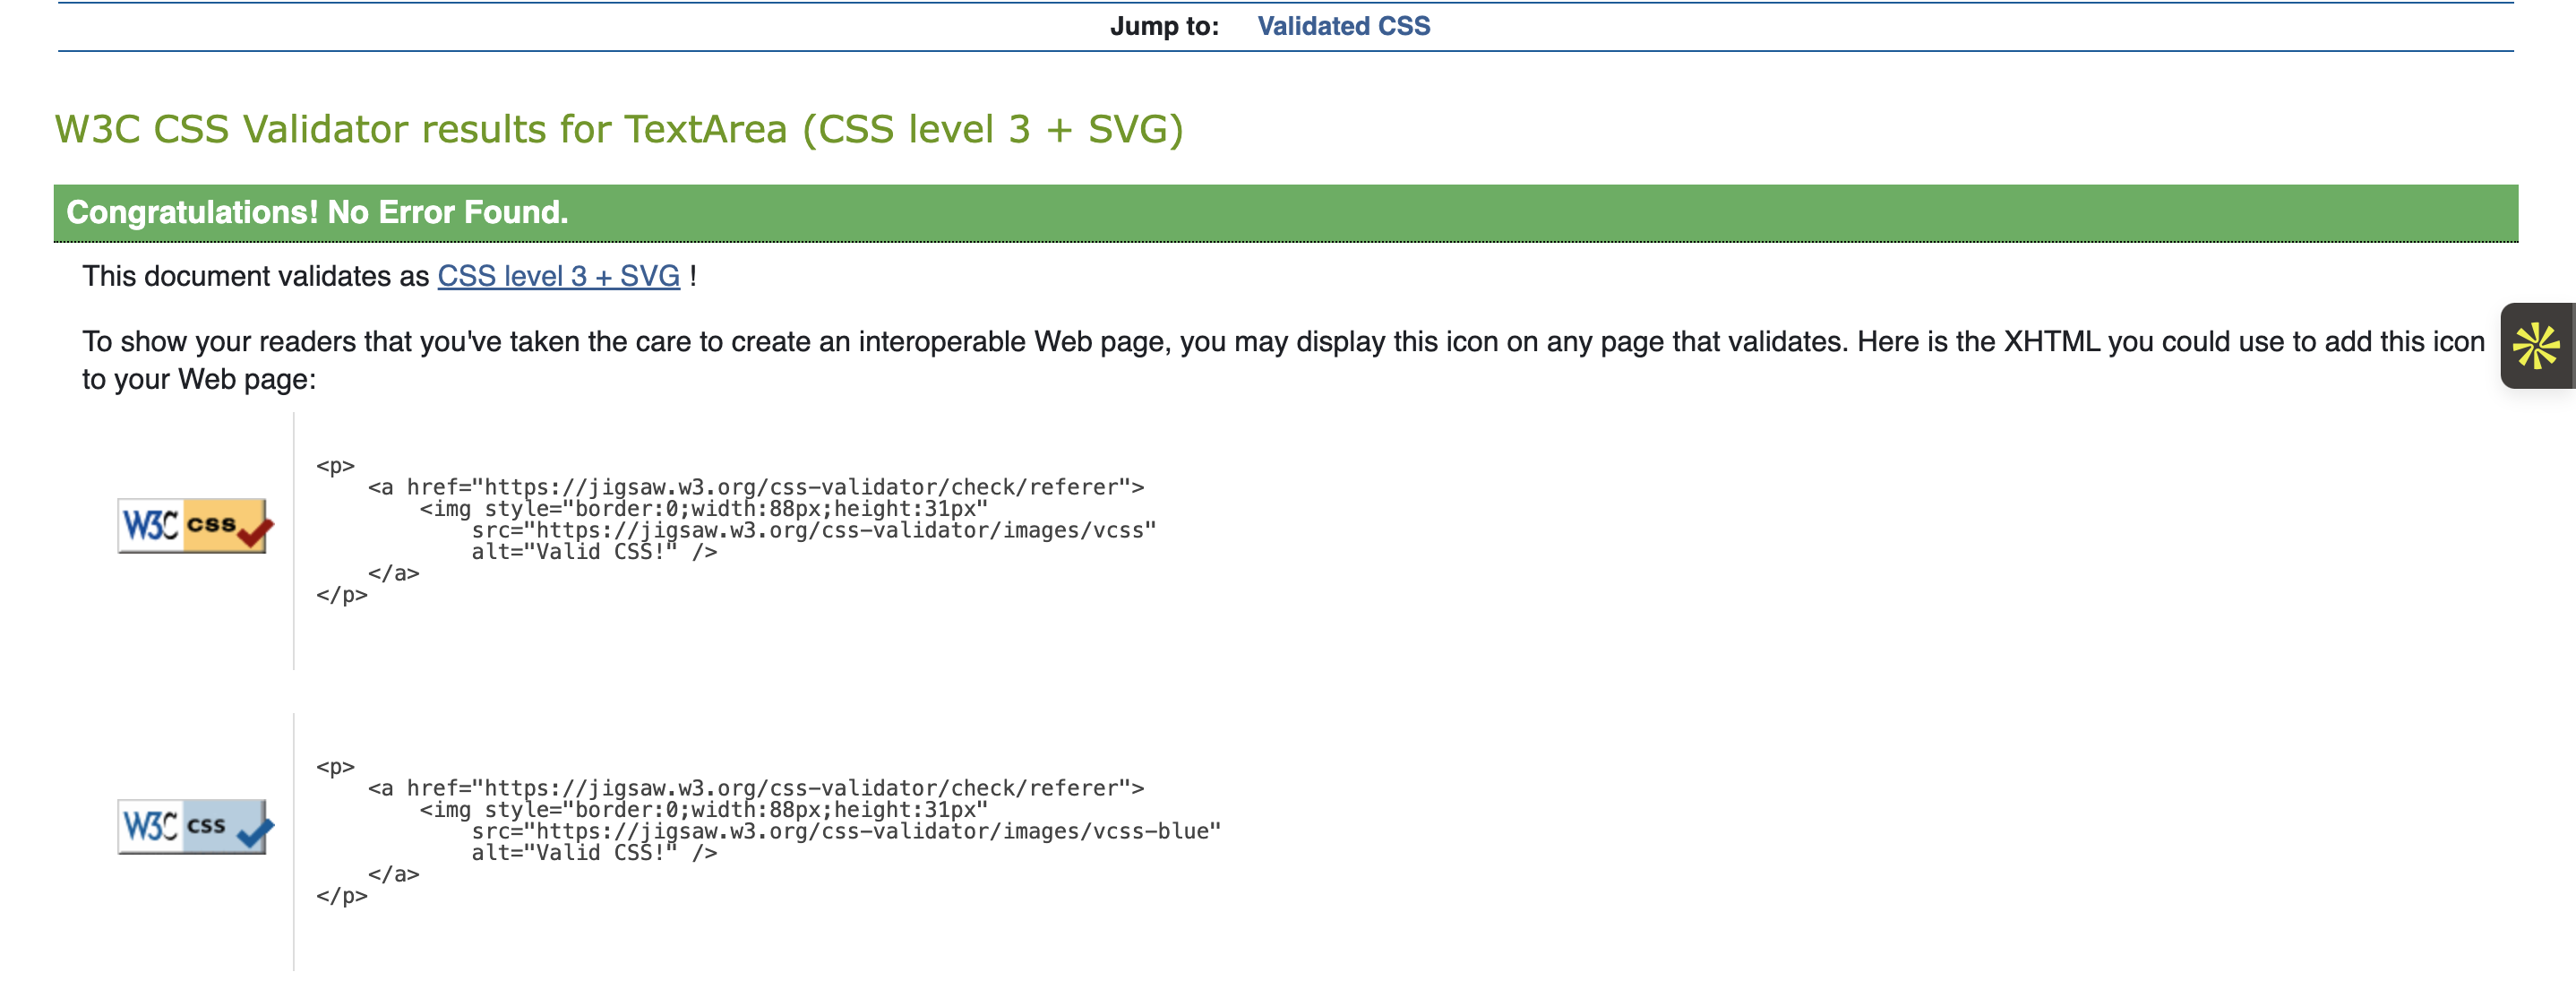 Jump to: Validated CSS
W3C CSS Validator results for TextArea (CSS level 3 + SVG)
Congratulations! No Error Found.
This document validates as CSS level 3 + SVG !
To show your readers that you've taken the care to create an interoperable Web page, you may display this icon on any page that validates. Here is the XHTML you could use to add this icon
to your Web page:
W3C css
<p>
    <a href="https://jigsaw.w3.org/css-validator/check/referer">
        <img style="border:0;width:88px;height:31px"
            src="https://jigsaw.w3.org/css-validator/images/vcss"
            alt="Valid CSS!" />
    </a>
</p>
W3C css
<p>
    <a href="https://jigsaw.w3.org/css-validator/check/referer">
        <img style="border:0;width:88px;height:31px"
            src="https://jigsaw.w3.org/css-validator/images/vcss-blue"
            alt="Valid CSS!" />
    </a>
</p>